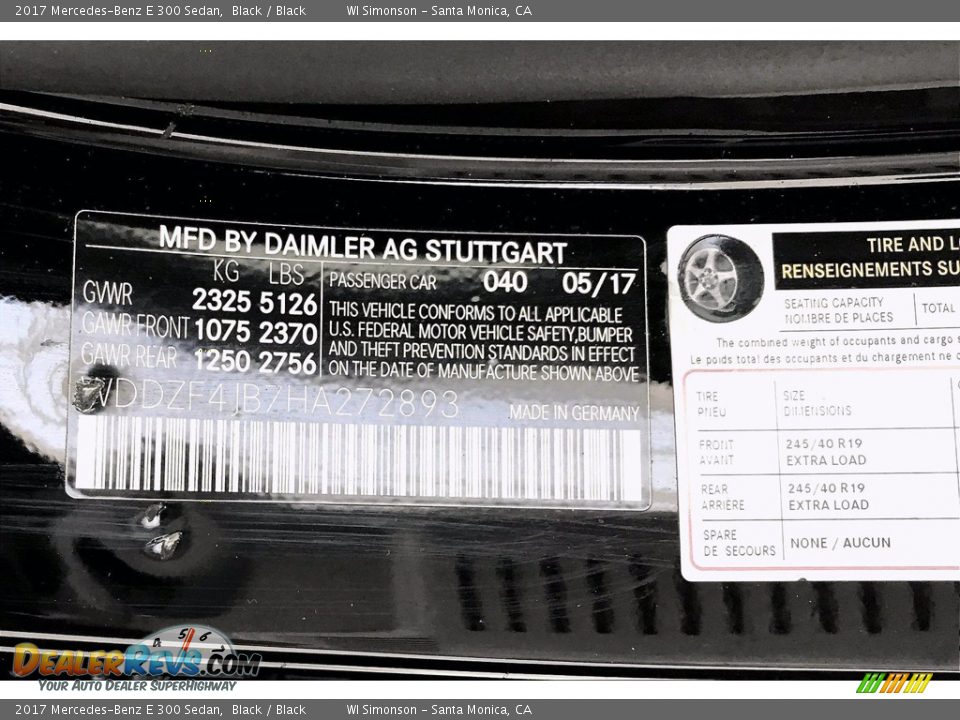 2017 Mercedes-Benz E 300 Sedan, Black / Black WI Simonson - Santa Monica, CA
MFD BY DAIMLER AG STUTTGART
KG LBS
GVWR 2325 5126
GAWR FRONT 1075 2370
GAWR REAR 1250 2756
PASSENGER CAR 040 05/17
THIS VEHICLE CONFORMS TO ALL APPLICABLE
U.S. FEDERAL MOTOR VEHICLE SAFETY,BUMPER
AND THEFT PREVENTION STANDARDS IN EFFECT
ON THE DATE OF MANUFACTURE SHOWN ABOVE
WDDZF4JB7HA272893 MADE IN GERMANY
TIRE AND
RENSEIGNEMENTS
SEATING CAPACITY
NOMBRE DE PLACES
TOTAL
The combined weight of occupants and cargo
Le poids total des occupants et du chargement ne
TIRE
PNEU
SIZE
DIMENSIONS
FRONT
AVANT
245/40 R19
EXTRA LOAD
REAR
ARRIÈRE
245/40 R19
EXTRA LOAD
SPARE
DE SECOURS
NONE / AUCUN
5 6
DealerRevs.com
Your Auto Dealer SuperHighway
2017 Mercedes-Benz E 300 Sedan, Black / Black WI Simonson - Santa Monica, CA